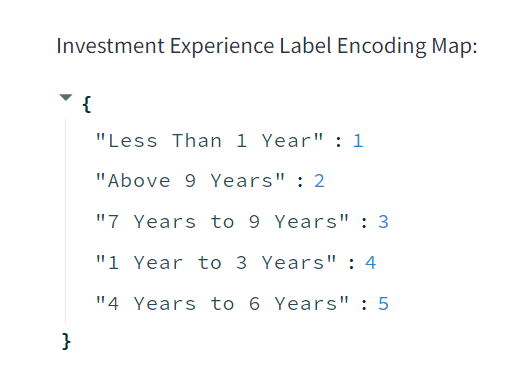 Investment Experience Label Encoding Map:
{
"Less Than 1 Year" : 1
"Above 9 Years" : 2
"7 Years to 9 Years" : 3
"1 Year to 3 Years" : 4
"4 Years to 6 Years" : 5
}